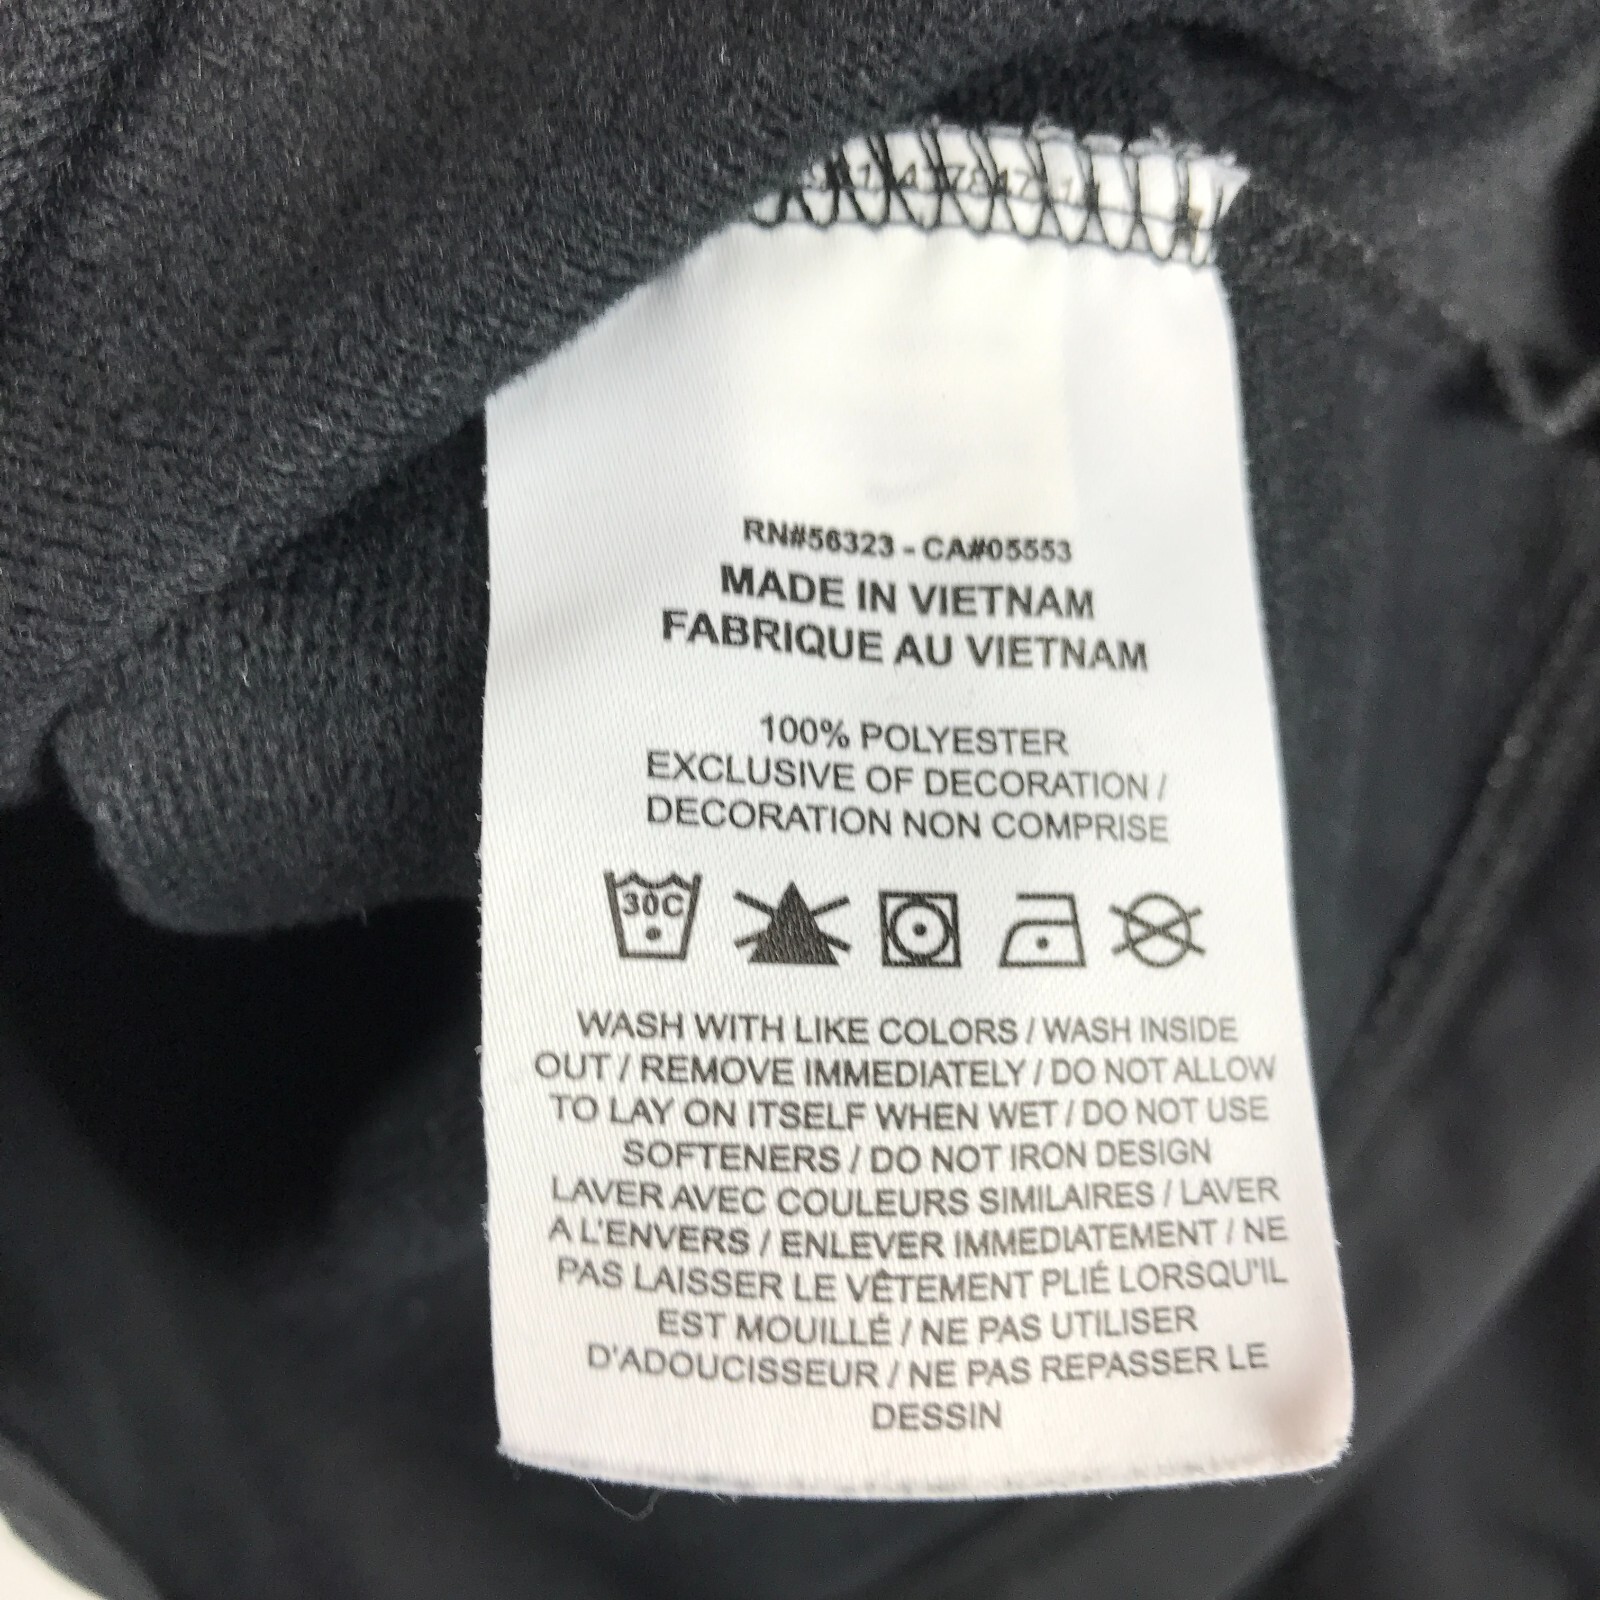 RN#56323 - CA#05553
MADE IN VIETNAM
FABRIQUE AU VIETNAM
100% POLYESTER
EXCLUSIVE OF DECORATION /
DECORATION NON COMPRISE
30C
WASH WITH LIKE COLORS / WASH INSIDE
OUT / REMOVE IMMEDIATELY / DO NOT ALLOW
TO LAY ON ITSELF WHEN WET / DO NOT USE
SOFTENERS / DO NOT IRON DESIGN
LAVER AVEC COULEURS SIMILAIRES / LAVER
A L'ENVERS / ENLEVER IMMEDIATEMENT / NE
PAS LAISSER LE VÊTEMENT PLIÉ LORSQU'IL
EST MOUILLÉ / NE PAS UTILISER
D'ADOUCISSEUR / NE PAS REPASSER LE
DESSIN